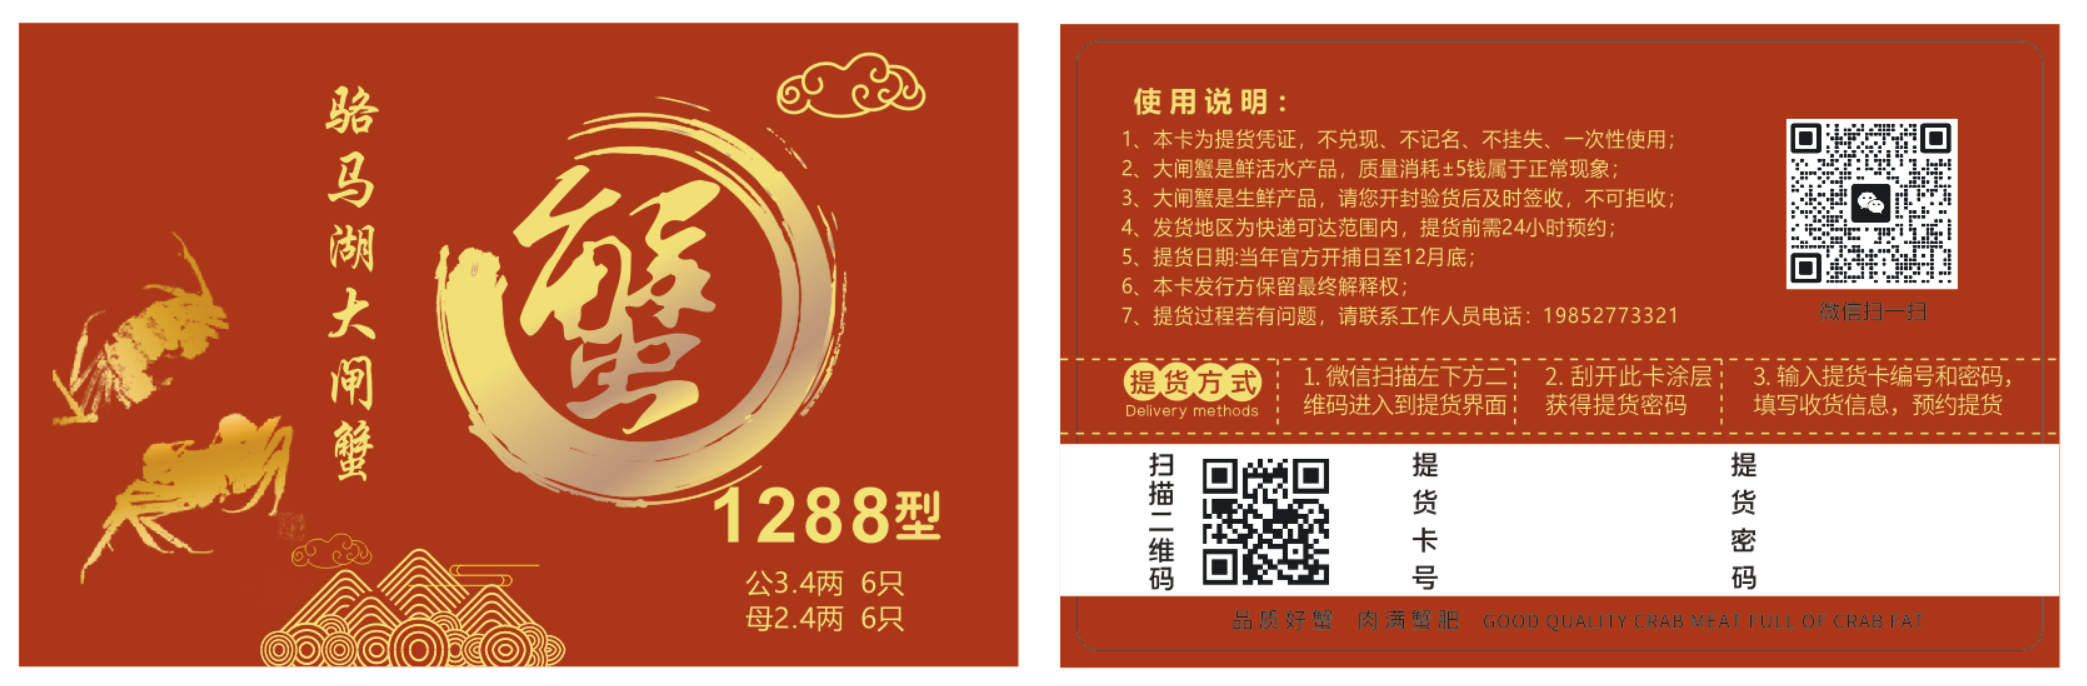 骆马湖大闸蟹
蟹
1288型
公3.4两 6只
母2.4两 6只
使用说明：
1、本卡为提货凭证，不兑现、不记名、不挂失、一次性使用；
2、大闸蟹是鲜活水产品，质量消耗±5钱属于正常现象；
3、大闸蟹是生鲜产品，请您开封验货后及时签收，不可拒收；
4、发货地区为快递可达范围内，提货前需24小时预约；
5、提货日期:当年官方开捕日至12月底；
6、本卡发行方保留最终解释权；
7、提货过程若有问题，请联系工作人员电话：19852773321
微信扫一扫
提货方式
Delivery methods
1. 微信扫描左下方二
维码进入到提货界面
2. 刮开此卡涂层
获得提货密码
3. 输入提货卡编号和密码，
填写收货信息，预约提货
扫描二维码
提货卡号
提货密码
品质好蟹 肉满蟹肥 GOOD QUALITY CRAB MEAT FULL OF CRAB FAT